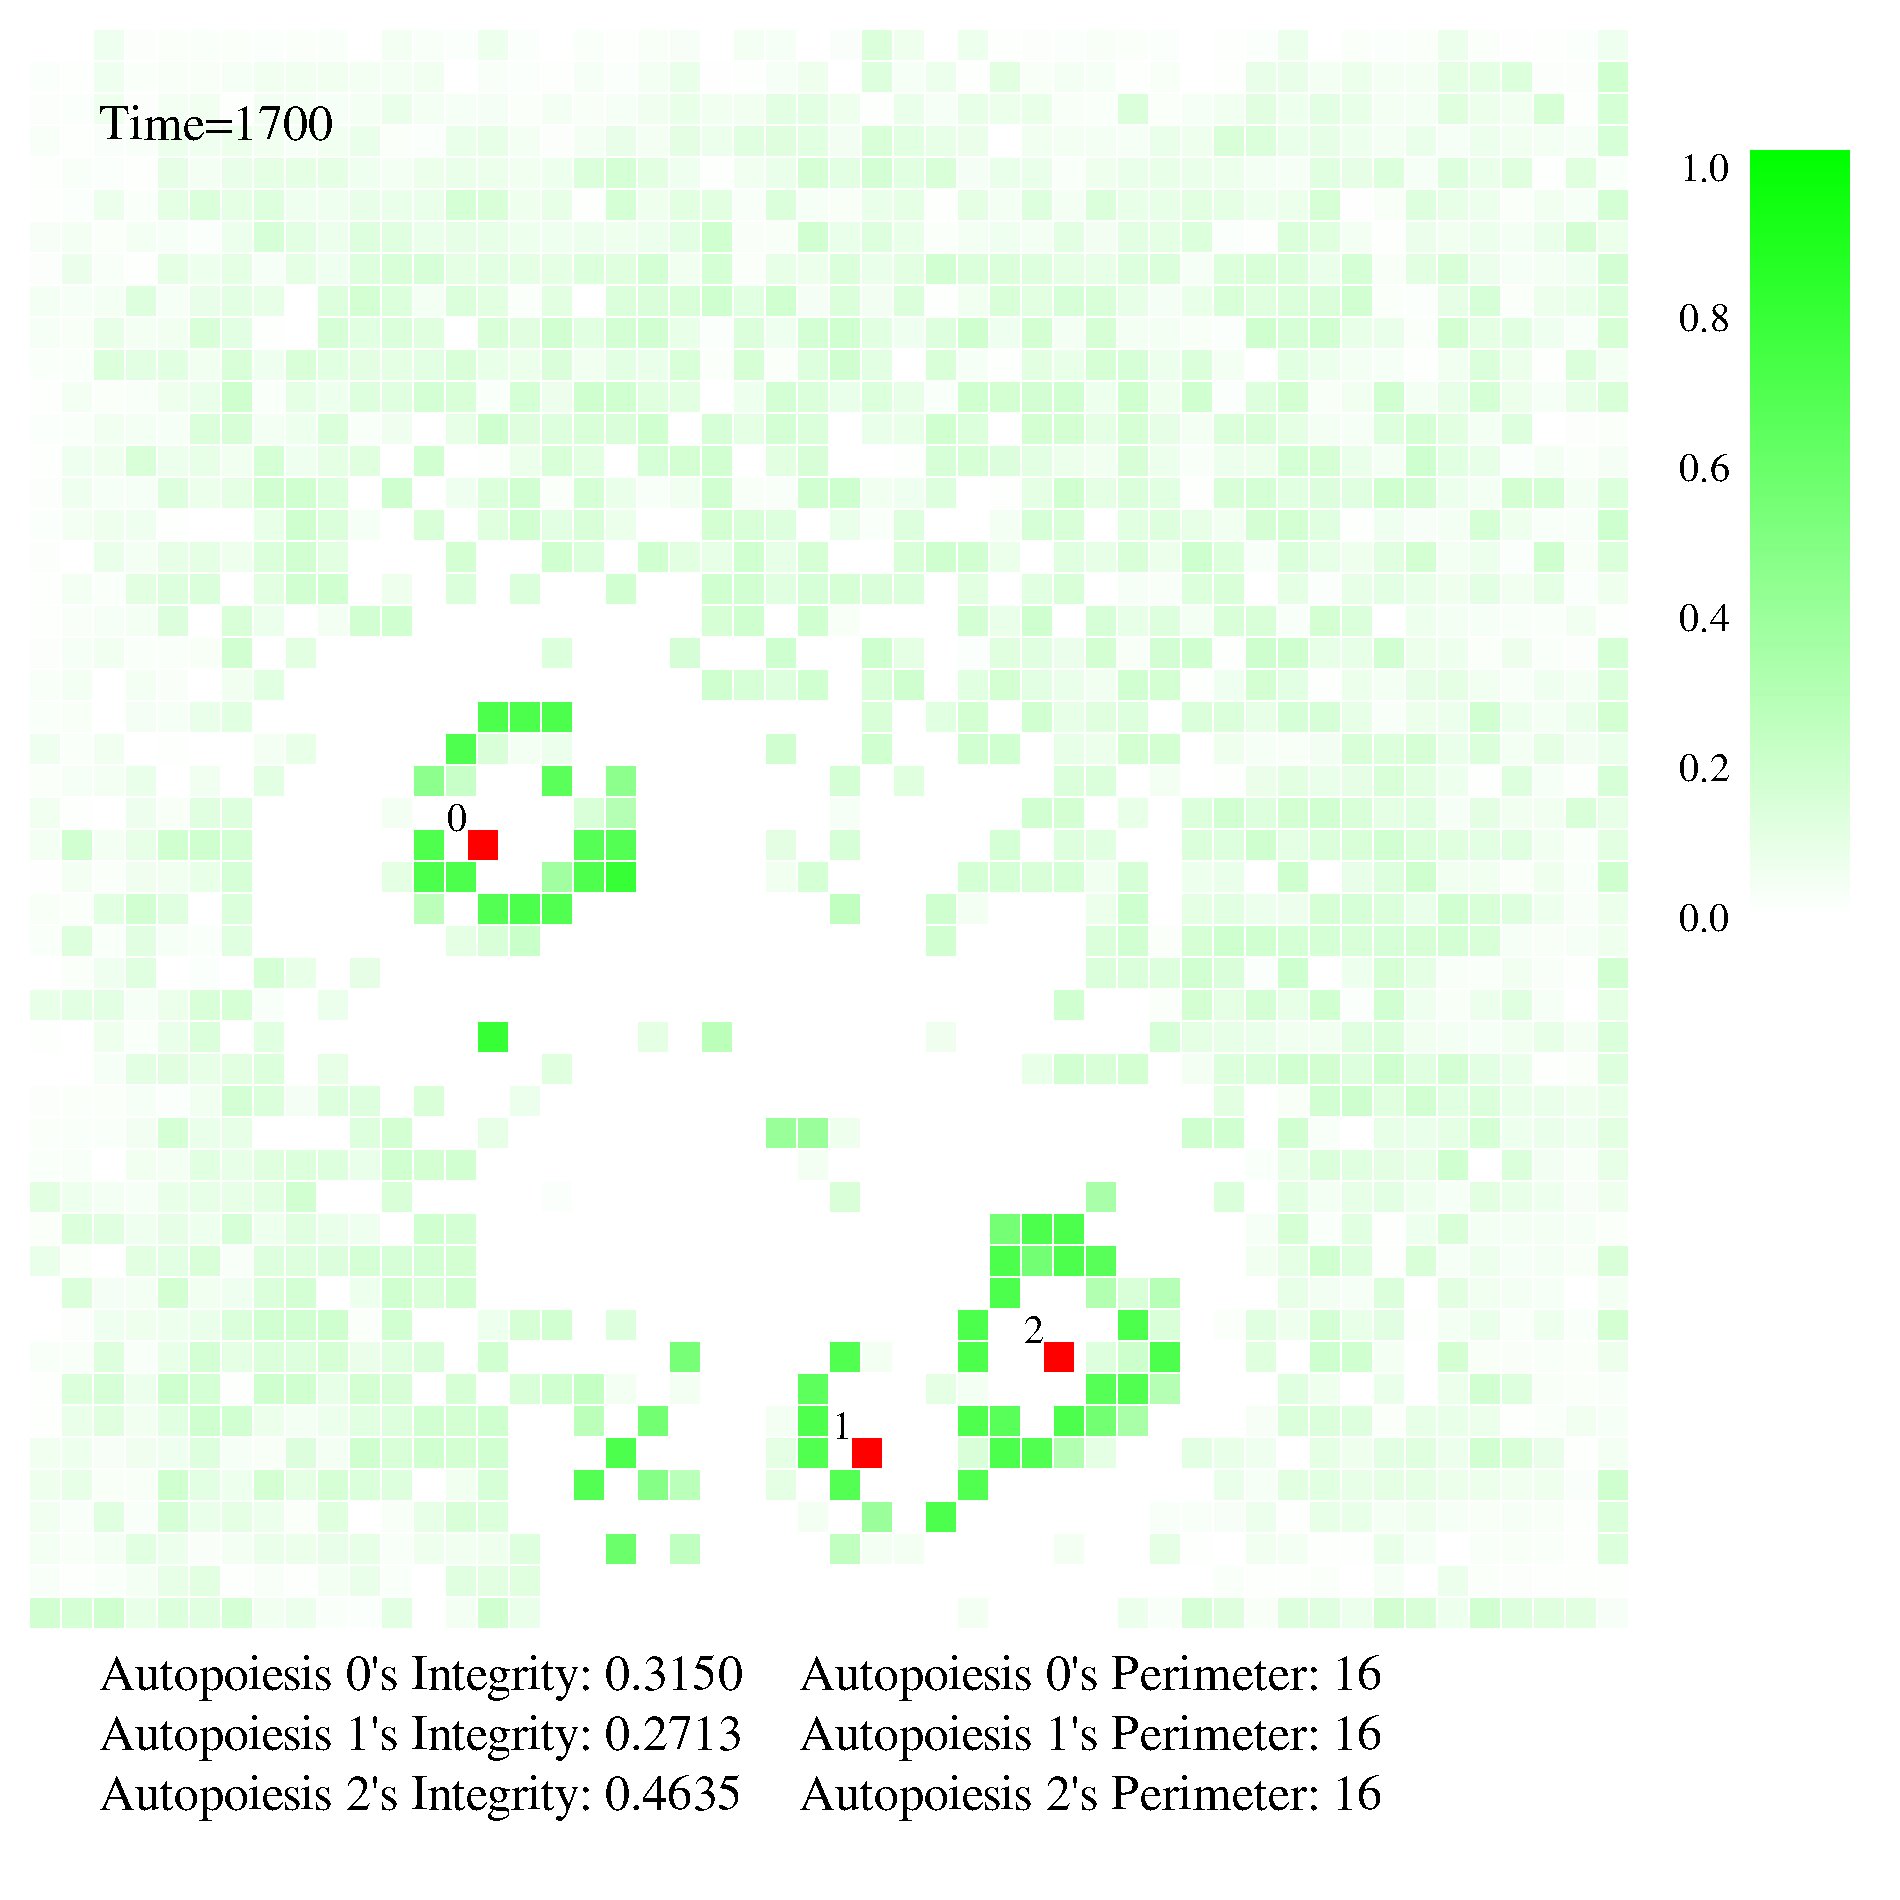 Time=1700
1.0
0.8
0.6
0.4
0.2
0.0
0
2
1
Autopoiesis 0's Integrity: 0.3150 Autopoiesis 0's Perimeter: 16
Autopoiesis 1's Integrity: 0.2713 Autopoiesis 1's Perimeter: 16
Autopoiesis 2's Integrity: 0.4635 Autopoiesis 2's Perimeter: 16